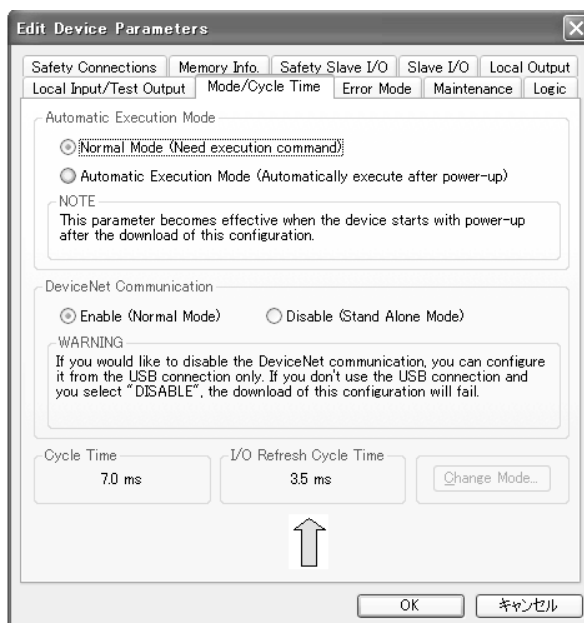 Edit Device Parameters
Safety Connections Memory Info. Safety Slave I/O Slave I/O Local Output
Local Input/Test Output Mode/Cycle Time Error Mode Maintenance Logic
Automatic Execution Mode
Normal Mode (Need execution command)
Automatic Execution Mode (Automatically execute after power-up)
NOTE
This parameter becomes effective when the device starts with power-up
after the download of this configuration.
DeviceNet Communication
Enable (Normal Mode) Disable (Stand Alone Mode)
WARNING
If you would like to disable the DeviceNet communication, you can configure
it from the USB connection only. If you don't use the USB connection and
you select "DISABLE", the download of this configuration will fail.
Cycle Time I/O Refresh Cycle Time
7.0 ms 3.5 ms Change Mode...
OK キャンセル